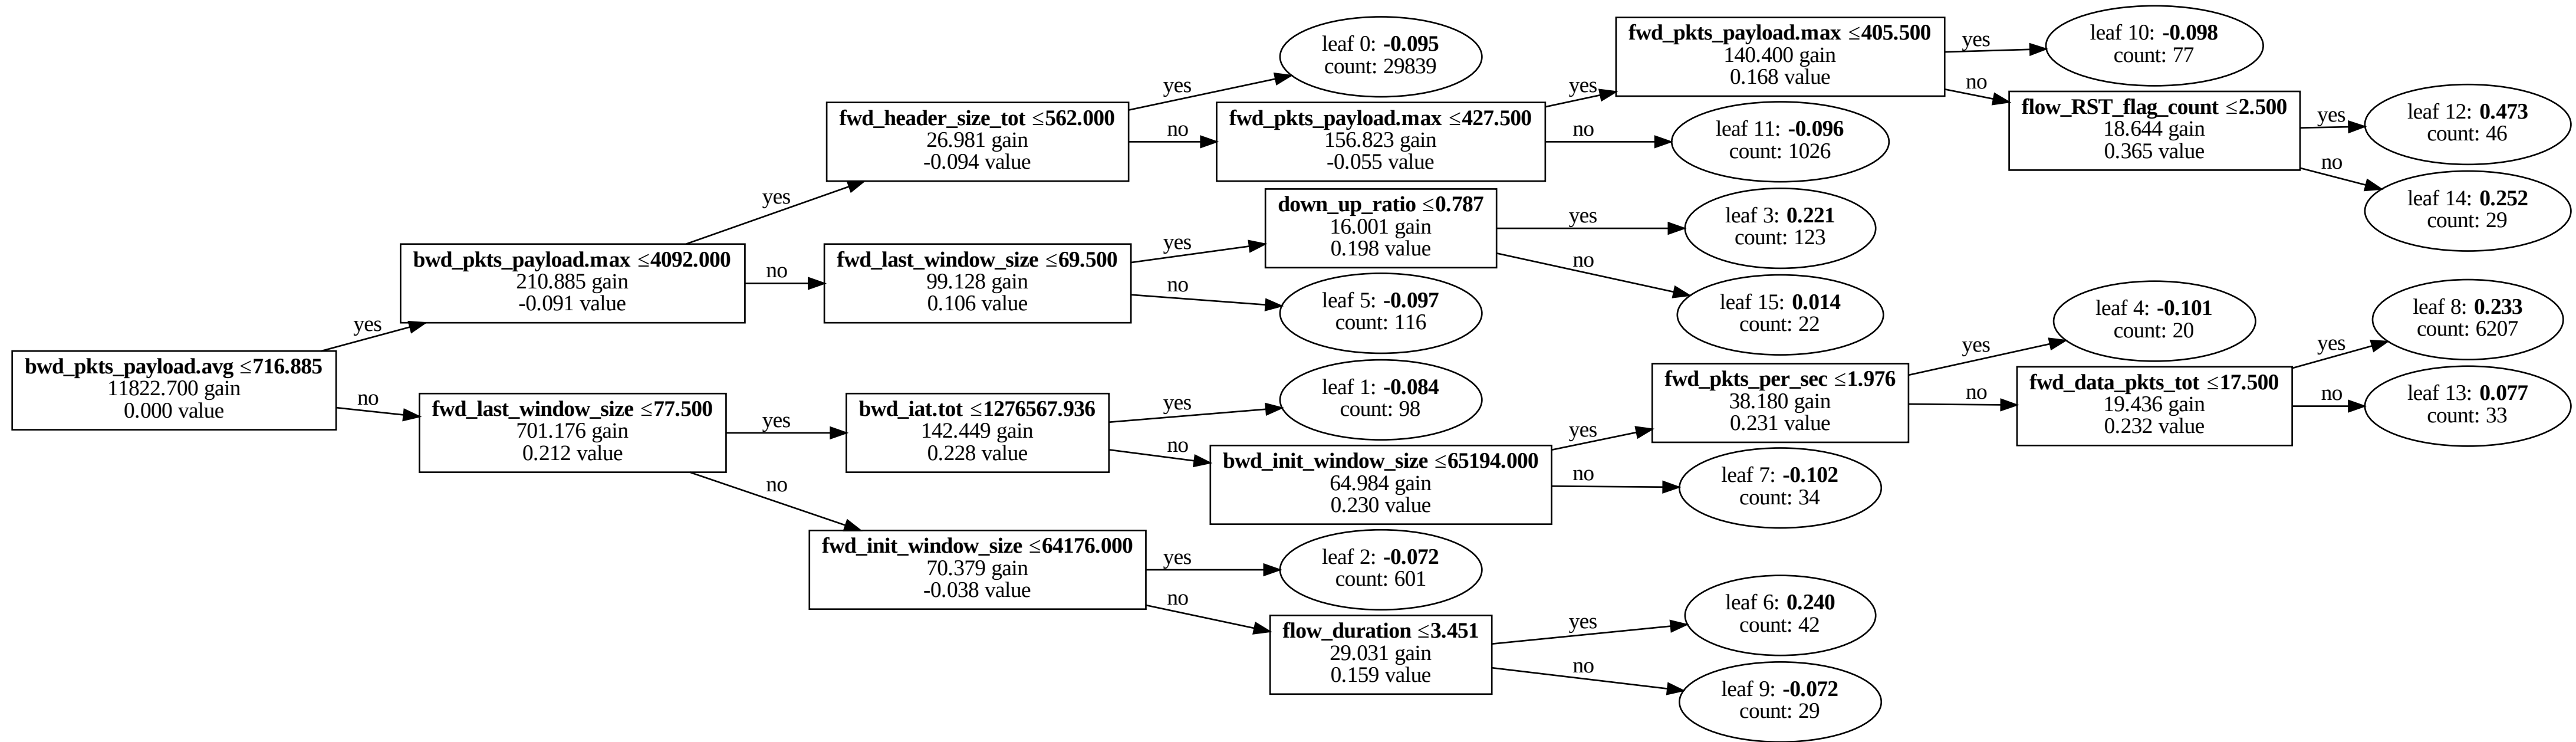 bwd_pkts_payload.avg ≤716.885
11822.700 gain
0.000 value
yes
no
bwd_pkts_payload.max ≤4092.000
210.885 gain
-0.091 value
yes
no
fwd_last_window_size ≤77.500
701.176 gain
0.212 value
yes
no
fwd_header_size_tot ≤562.000
26.981 gain
-0.094 value
yes
no
fwd_last_window_size ≤69.500
99.128 gain
0.106 value
yes
no
bwd_iat.tot ≤1276567.936
142.449 gain
0.228 value
yes
no
fwd_init_window_size ≤64176.000
70.379 gain
-0.038 value
yes
no
leaf 0: -0.095
count: 29839
fwd_pkts_payload.max ≤427.500
156.823 gain
-0.055 value
yes
no
down_up_ratio ≤0.787
16.001 gain
0.198 value
yes
no
leaf 5: -0.097
count: 116
leaf 1: -0.084
count: 98
bwd_init_window_size ≤65194.000
64.984 gain
0.230 value
yes
no
leaf 2: -0.072
count: 601
flow_duration ≤3.451
29.031 gain
0.159 value
yes
no
fwd_pkts_payload.max ≤405.500
140.400 gain
0.168 value
yes
no
leaf 11: -0.096
count: 1026
leaf 3: 0.221
count: 123
leaf 15: 0.014
count: 22
fwd_pkts_per_sec ≤1.976
38.180 gain
0.231 value
yes
no
leaf 7: -0.102
count: 34
leaf 6: 0.240
count: 42
leaf 9: -0.072
count: 29
leaf 10: -0.098
count: 77
flow_RST_flag_count ≤2.500
18.644 gain
0.365 value
yes
no
leaf 4: -0.101
count: 20
fwd_data_pkts_tot ≤17.500
19.436 gain
0.232 value
yes
no
leaf 12: 0.473
count: 46
leaf 14: 0.252
count: 29
leaf 8: 0.233
count: 6207
leaf 13: 0.077
count: 33